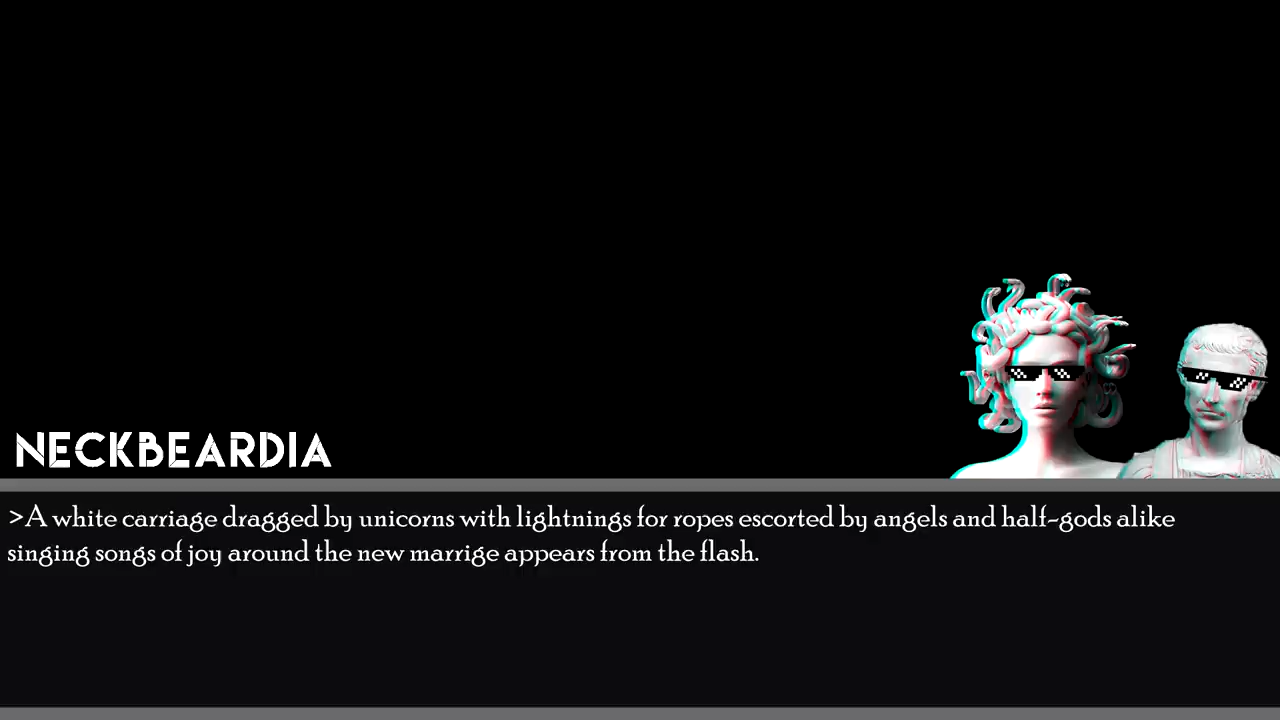 NECKBEARDIA
>A white carriage dragged by unicorns with lightnings for ropes escorted by angels and half-gods alike
singing songs of joy around the new marrige appears from the flash.